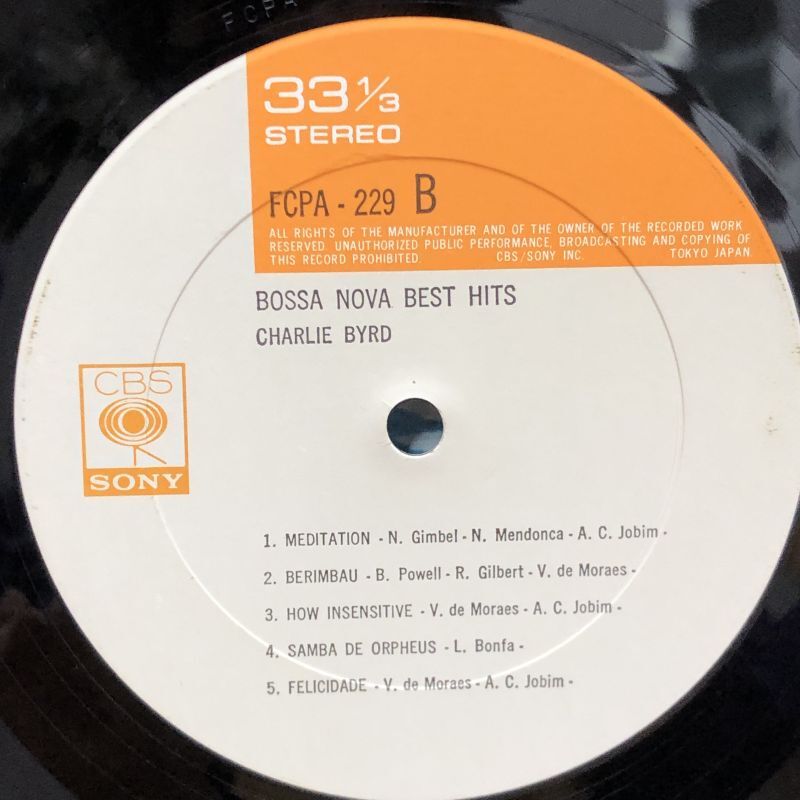 FCPA
33 1/3
STEREO
FCPA - 229 B
ALL RIGHTS OF THE MANUFACTURER AND OF THE OWNER OF THE RECORDED WORK
RESERVED. UNAUTHORIZED PUBLIC PERFORMANCE, BROADCASTING AND COPYING OF
THIS RECORD PROHIBITED. CBS/SONY INC. TOKYO JAPAN.
BOSSA NOVA BEST HITS
CHARLIE BYRD
CBS
SONY
1. MEDITATION - N. Gimbel - N. Mendonca - A. C. Jobim -
2. BERIMBAU - B. Powell - R. Gilbert - V. de Moraes -
3. HOW INSENSITIVE - V. de Moraes - A. C. Jobim -
4. SAMBA DE ORPHEUS - L. Bonfa -
5. FELICIDADE - V. de Moraes - A. C. Jobim -